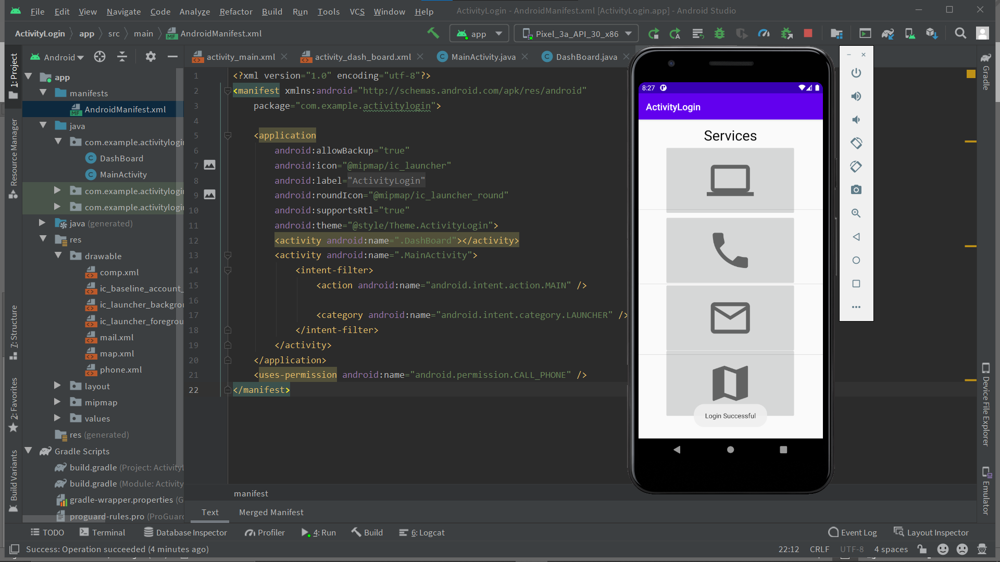 File Edit View Navigate Code Analyze Refactor Build Run Tools VCS Window Help ActivityLogin - AndroidManifest.xml [ActivityLogin.app] - Android Studio
ActivityLogin app src main AndroidManifest.xml app Pixel_3a_API_30_x86
1: Project
Resource Manager
7: Structure
2: Favorites
Build Variants
Android
app
manifests
AndroidManifest.xml
java
com.example.activitylogi
DashBoard
MainActivity
com.example.activitylogi
com.example.activitylogi
java (generated)
res
drawable
comp.xml
ic_baseline_account_
ic_launcher_backgrou
ic_launcher_foregrou
mail.xml
map.xml
phone.xml
layout
mipmap
values
res (generated)
Gradle Scripts
build.gradle (Project: ActivityL
build.gradle (Module: Activity
gradle-wrapper.properties (G
proguard-rules.pro (ProGuard
activity_main.xml activity_dash_board.xml MainActivity.java DashBoard.java
1 <?xml version="1.0" encoding="utf-8"?>
2 <manifest xmlns:android="http://schemas.android.com/apk/res/android"
3 package="com.example.activitylogin">
4
5 <application
6 android:allowBackup="true"
7 android:icon="@mipmap/ic_launcher"
8 android:label="ActivityLogin"
9 android:roundIcon="@mipmap/ic_launcher_round"
10 android:supportsRtl="true"
11 android:theme="@style/Theme.ActivityLogin">
12 <activity android:name=".DashBoard"></activity>
13 <activity android:name=".MainActivity">
14 <intent-filter>
15 <action android:name="android.intent.action.MAIN" />
16
17 <category android:name="android.intent.category.LAUNCHER" />
18 </intent-filter>
19 </activity>
20 </application>
21 <uses-permission android:name="android.permission.CALL_PHONE" />
22 </manifest>
manifest
Text Merged Manifest
8:27
ActivityLogin
Services
Login Successful
Gradle
Device File Explorer
Emulator
TODO Terminal Database Inspector Profiler 4: Run Build 6: Logcat Event Log Layout Inspector
Success: Operation succeeded (4 minutes ago) 22:12 CRLF UTF-8 4 spaces